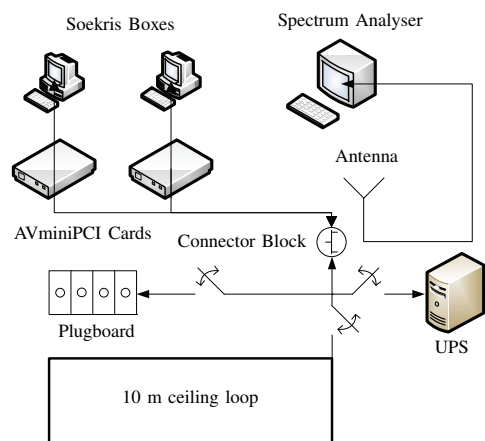 Soekris Boxes
Spectrum Analyser
Antenna
AVminiPCI Cards
Connector Block
Plugboard
UPS
10 m ceiling loop